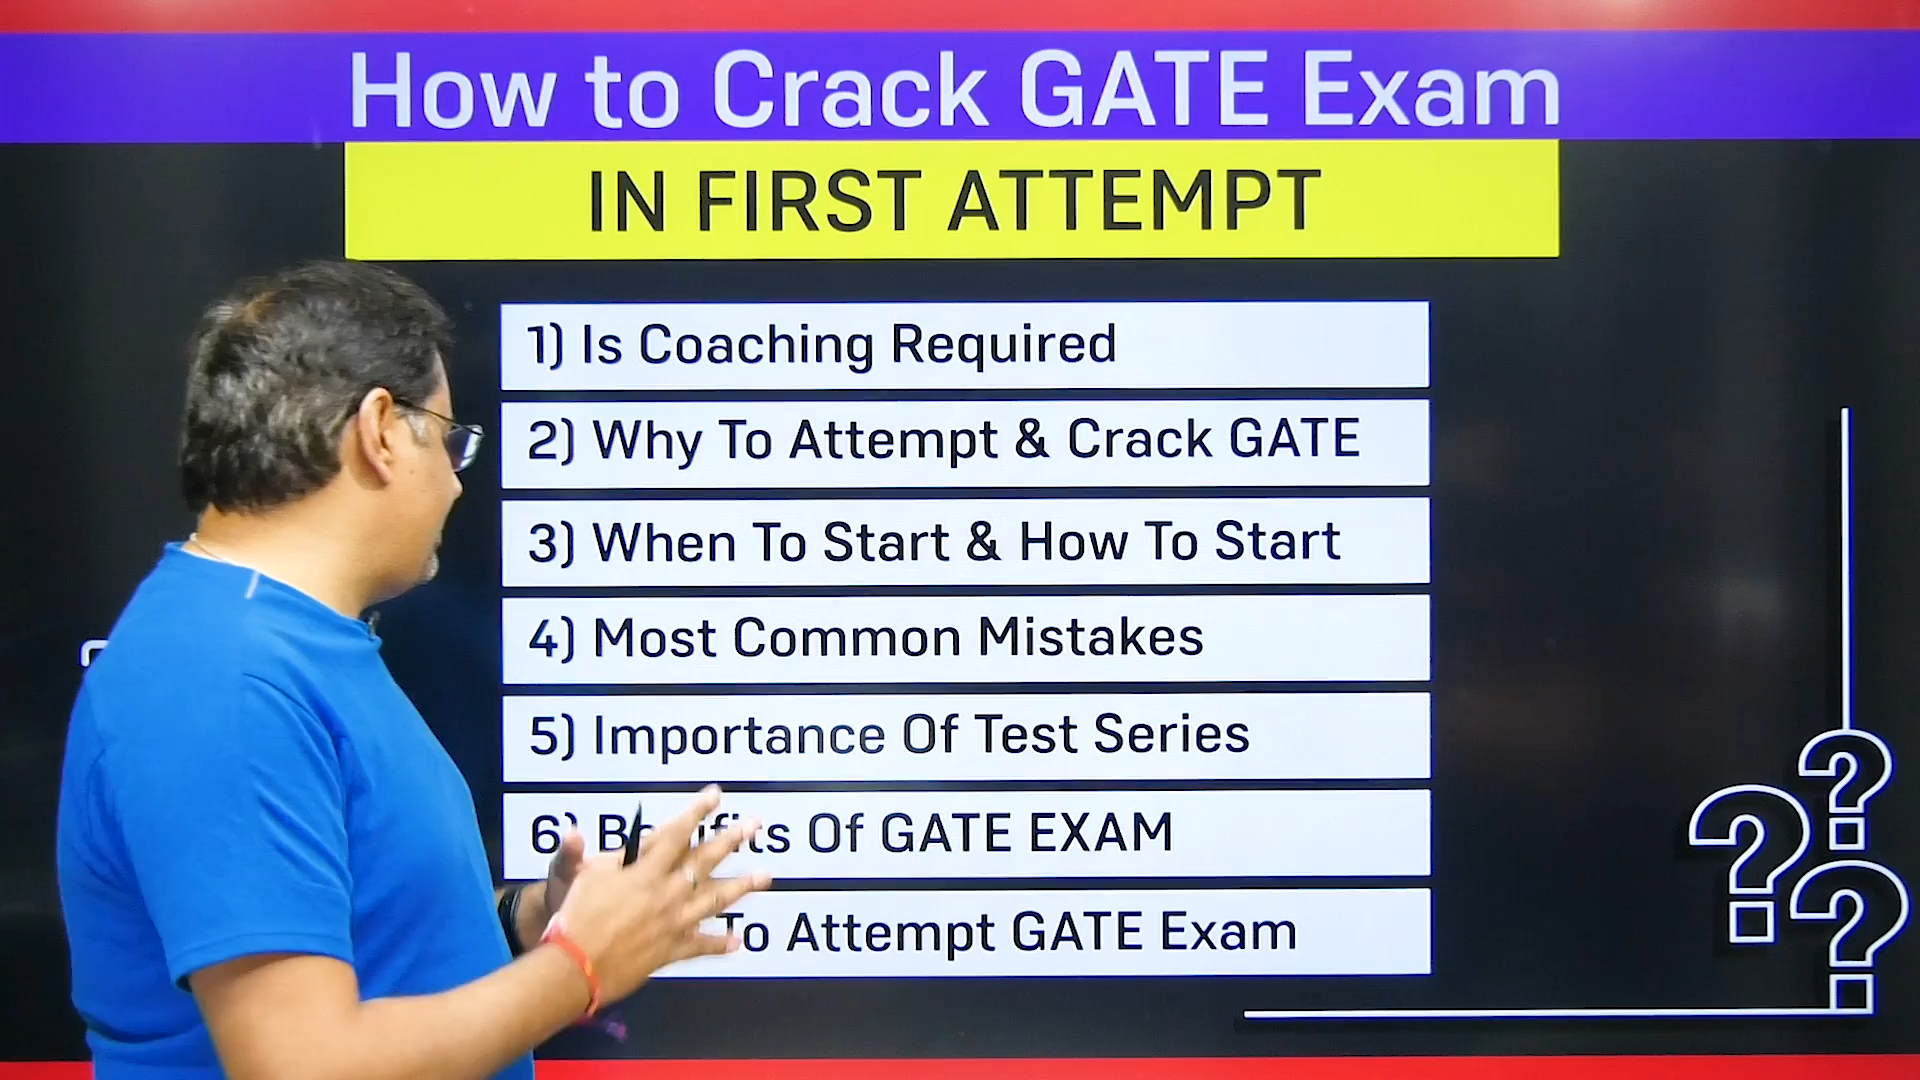 How to Crack GATE Exam
IN FIRST ATTEMPT
1) Is Coaching Required
2) Why To Attempt & Crack GATE
3) When To Start & How To Start
4) Most Common Mistakes
5) Importance Of Test Series
6) Of GATE EXAM
To Attempt GATE Exam
? ? ?